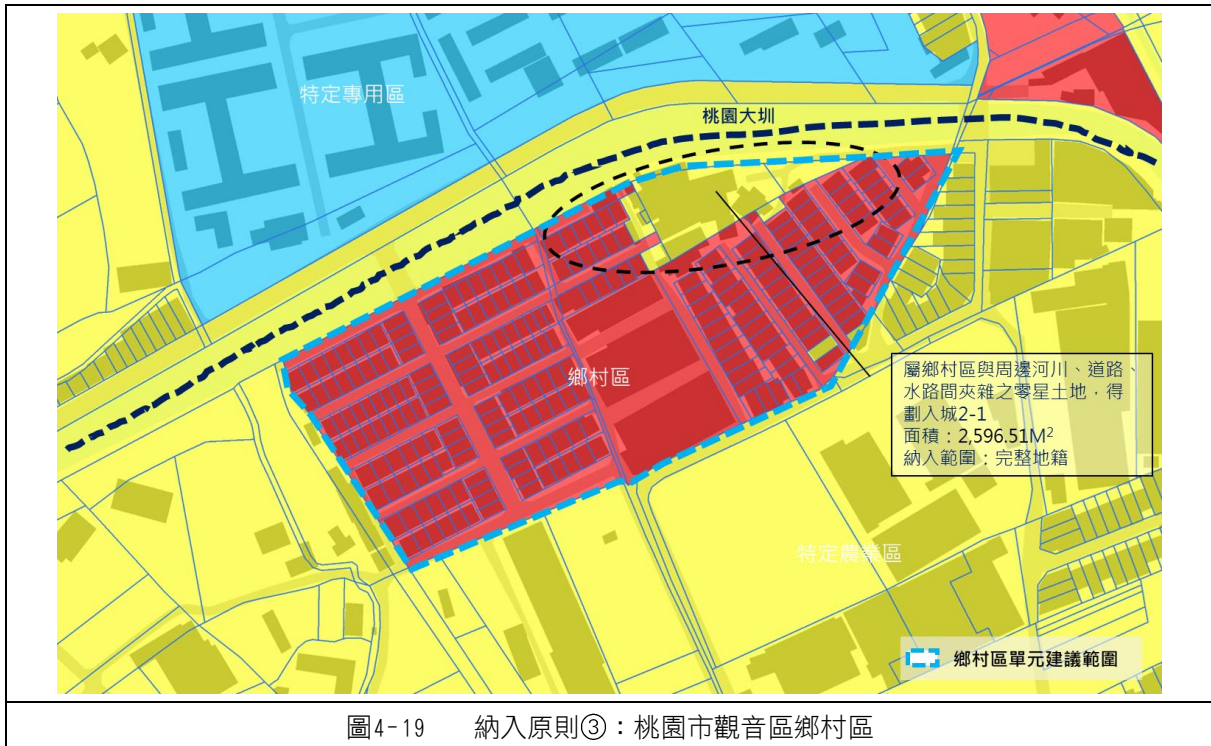 特定專用區
桃園大圳
鄉村區
屬鄉村區與周邊河川、道路、
水路間夾雜之零星土地，得
劃入城2-1
面積：2,596.51M²
納入範圍：完整地籍
特定農業區
鄉村區單元建議範圍
圖4-19 納入原則③：桃園市觀音區鄉村區